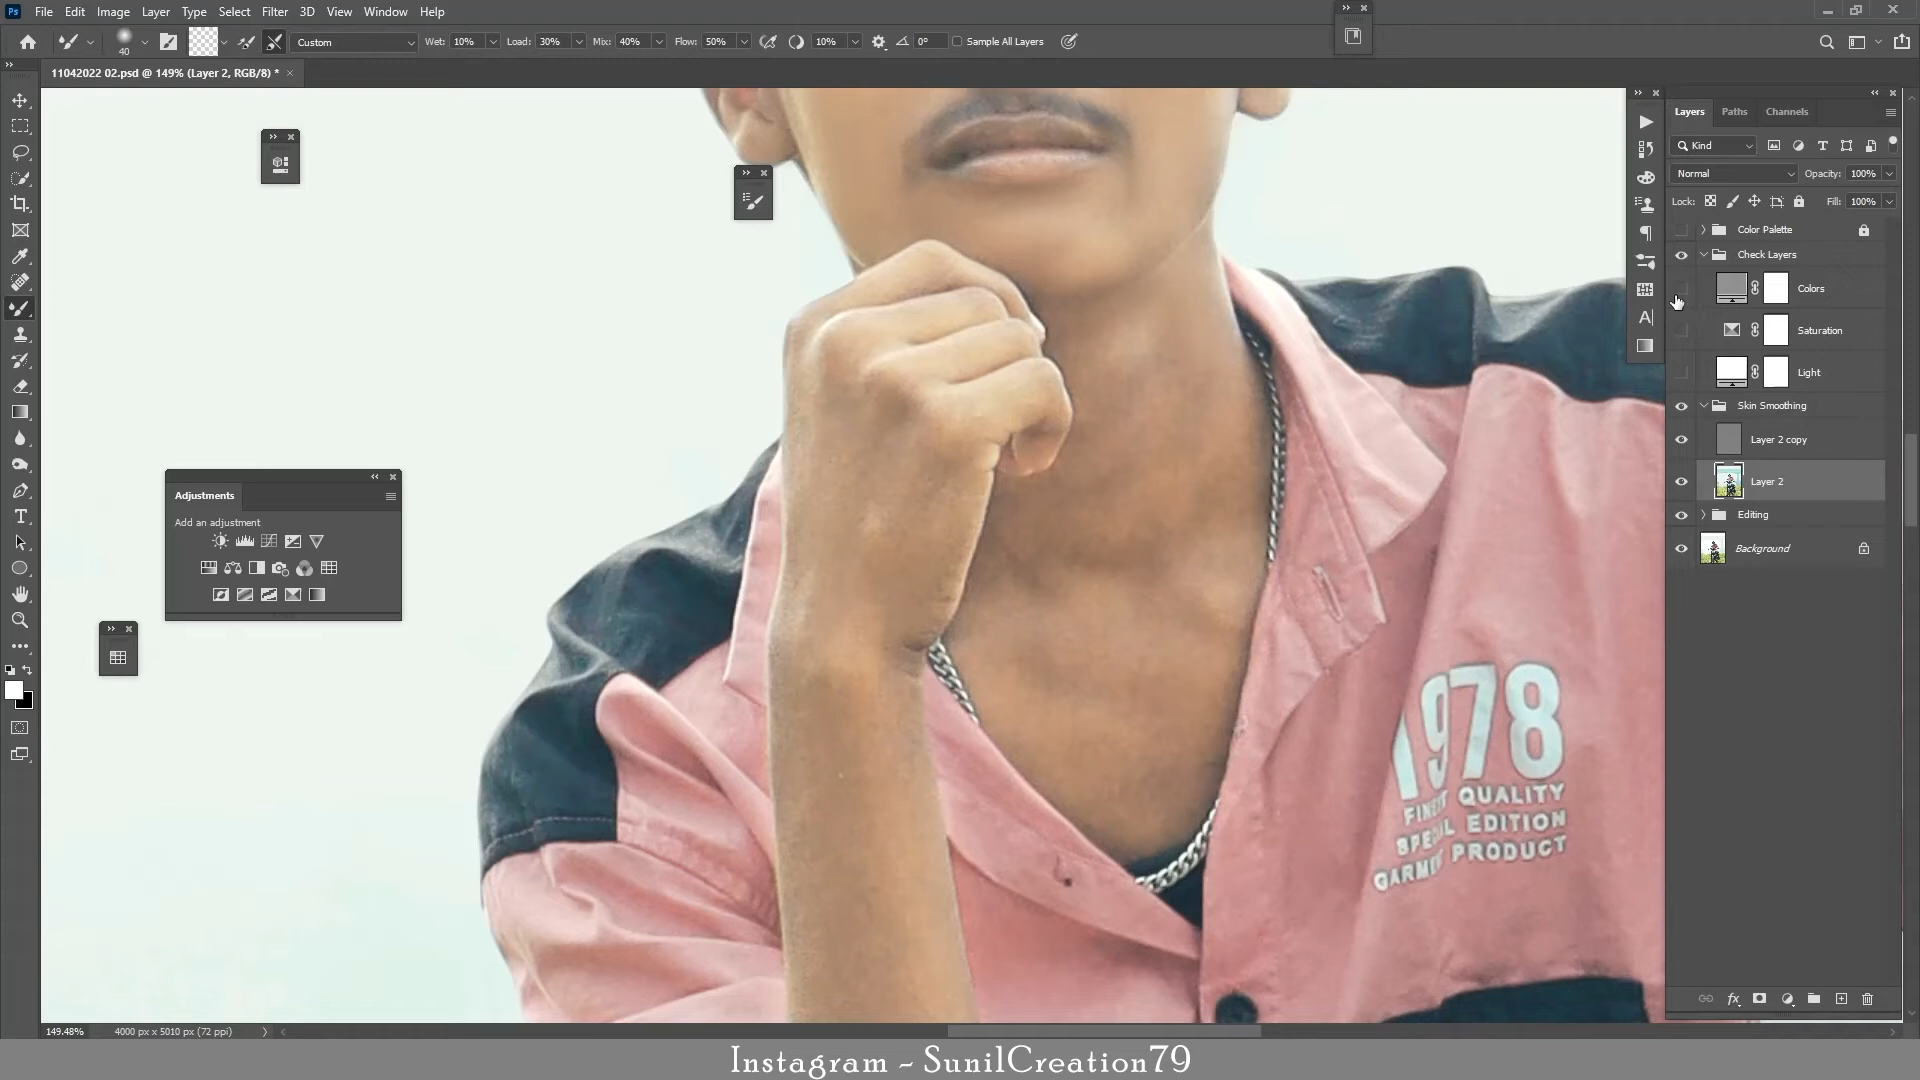 Ps File Edit Image Layer Type Select Filter 3D View Window Help
40 Custom Wet: 10% Load: 30% Mix: 40% Flow: 50% 10% 0° Sample All Layers
11042022 02.psd @ 149% (Layer 2, RGB/8) *
Layers Paths Channels
Kind
Normal Opacity: 100%
Lock: Fill: 100%
Color Palette
Check Layers
Colors
Saturation
Light
Skin Smoothing
Layer 2 copy
Layer 2
Editing
Background
Adjustments
Add an adjustment
1978
FINEST QUALITY
SPECIAL EDITION
GARMENT PRODUCT
149.48% 4000 px x 5010 px (72 ppi)
Instagram - SunilCreation79